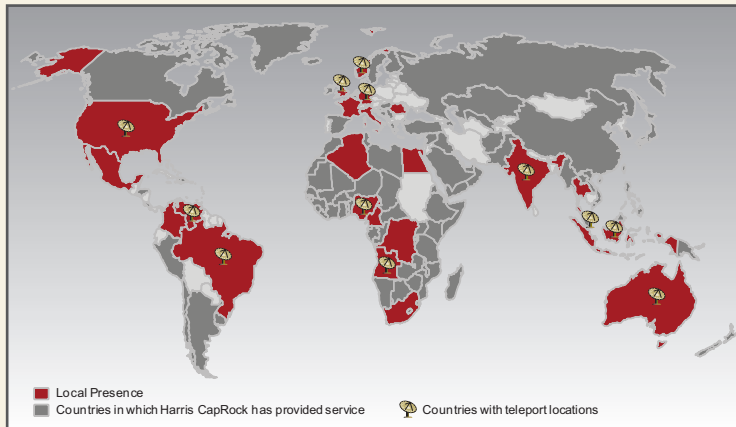 Local Presence
Countries in which Harris CapRock has provided service
Countries with teleport locations